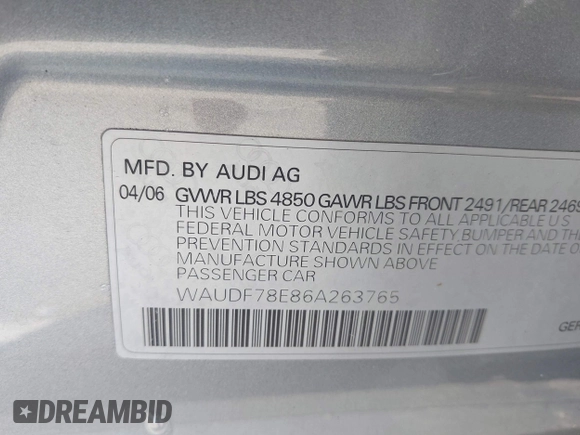 MFD. BY AUDI AG
04/06 GVWR LBS 4850 GAWR LBS FRONT 2491/REAR 2469
THIS VEHICLE CONFORMS TO ALL APPLICABLE U S
FEDERAL MOTOR VEHICLE SAFETY BUMPER AND
PREVENTION STANDARDS IN EFFECT ON THE DATE
MANUFACTURE SHOWN ABOVE
PASSENGER CAR
WAUDF78E86A263765
DREAMBID